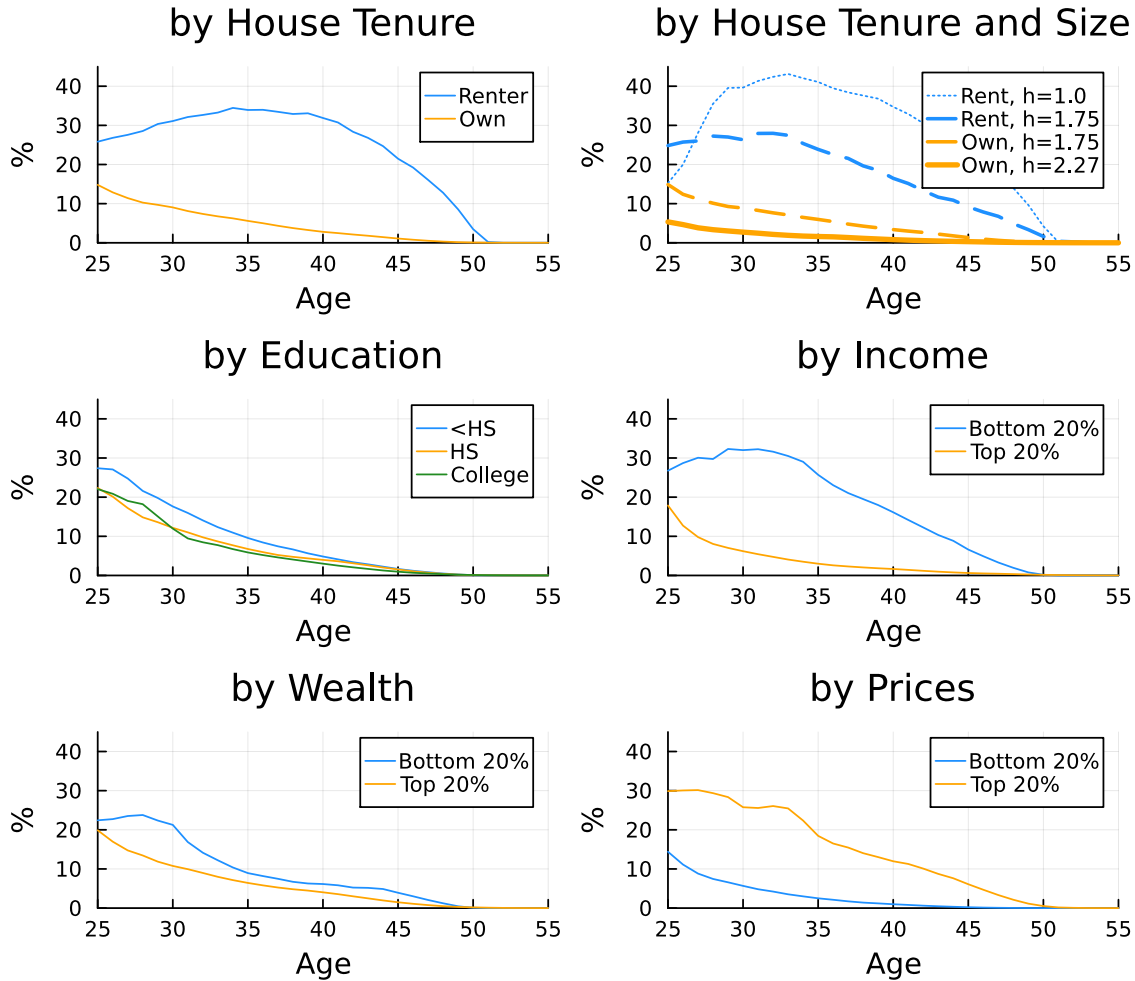 by House Tenure
by House Tenure and Size
40
30
20
10
0
%
Renter
Own
25 30 35 40 45 50 55
Age
40
30
20
10
0
%
Rent, h=1.0
Rent, h=1.75
Own, h=1.75
Own, h=2.27
25 30 35 40 45 50 55
Age
by Education
by Income
40
30
20
10
0
%
<HS
HS
College
25 30 35 40 45 50 55
Age
40
30
20
10
0
%
Bottom 20%
Top 20%
25 30 35 40 45 50 55
Age
by Wealth
by Prices
40
30
20
10
0
%
Bottom 20%
Top 20%
25 30 35 40 45 50 55
Age
40
30
20
10
0
%
Bottom 20%
Top 20%
25 30 35 40 45 50 55
Age